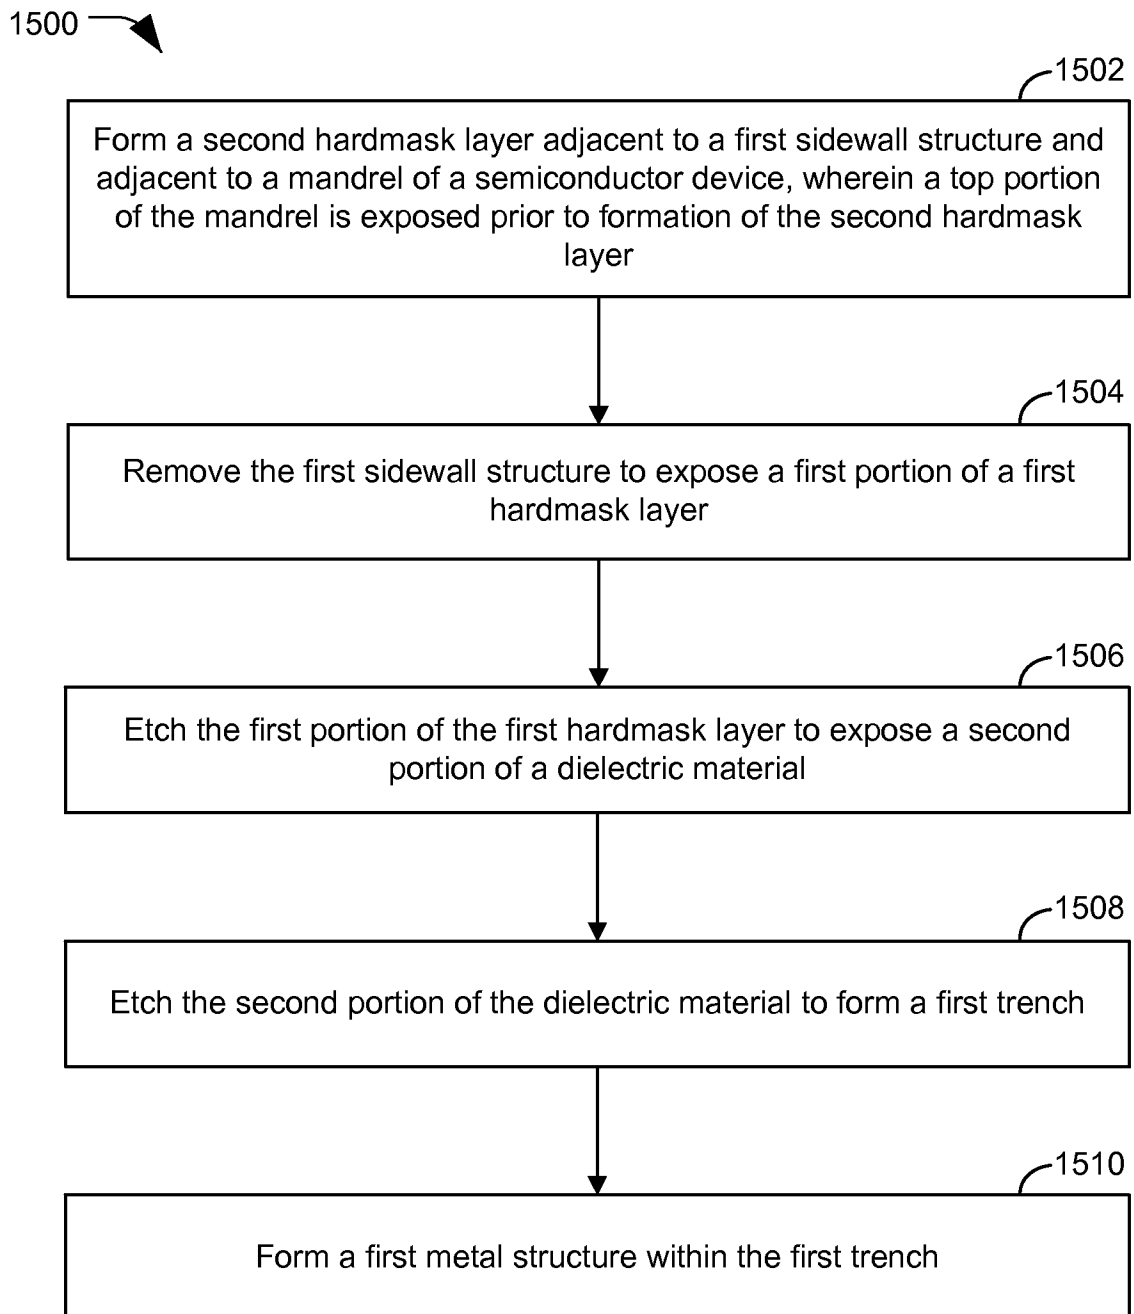 1500
1502
Form a second hardmask layer adjacent to a first sidewall structure and
adjacent to a mandrel of a semiconductor device, wherein a top portion
of the mandrel is exposed prior to formation of the second hardmask
layer
1504
Remove the first sidewall structure to expose a first portion of a first
hardmask layer
1506
Etch the first portion of the first hardmask layer to expose a second
portion of a dielectric material
1508
Etch the second portion of the dielectric material to form a first trench
1510
Form a first metal structure within the first trench